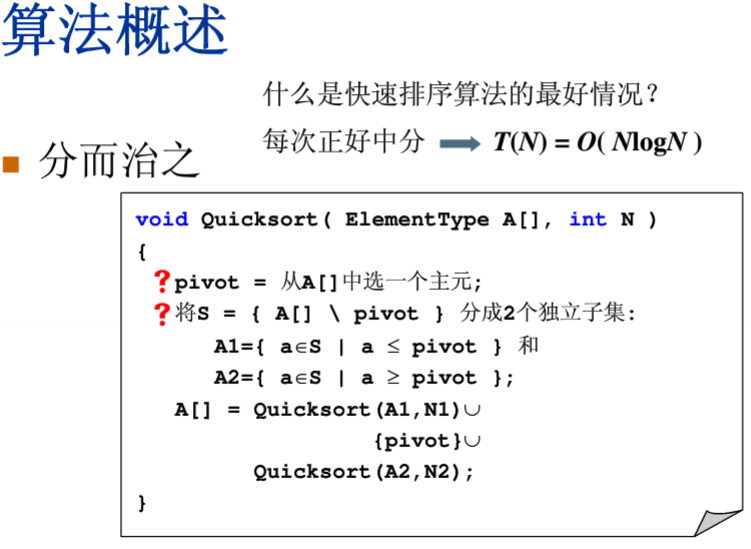 算法概述
什么是快速排序算法的最好情况?
每次正好中分 T(N) = O( NlogN )
分而治之
void Quicksort( ElementType A[], int N )
{
?pivot = 从A[]中选一个主元;
?将S = { A[] \ pivot } 分成2个独立子集:
A1={ a∈S | a ≤ pivot } 和
A2={ a∈S | a ≥ pivot };
A[] = Quicksort(A1,N1)∪
{pivot}∪
Quicksort(A2,N2);
}